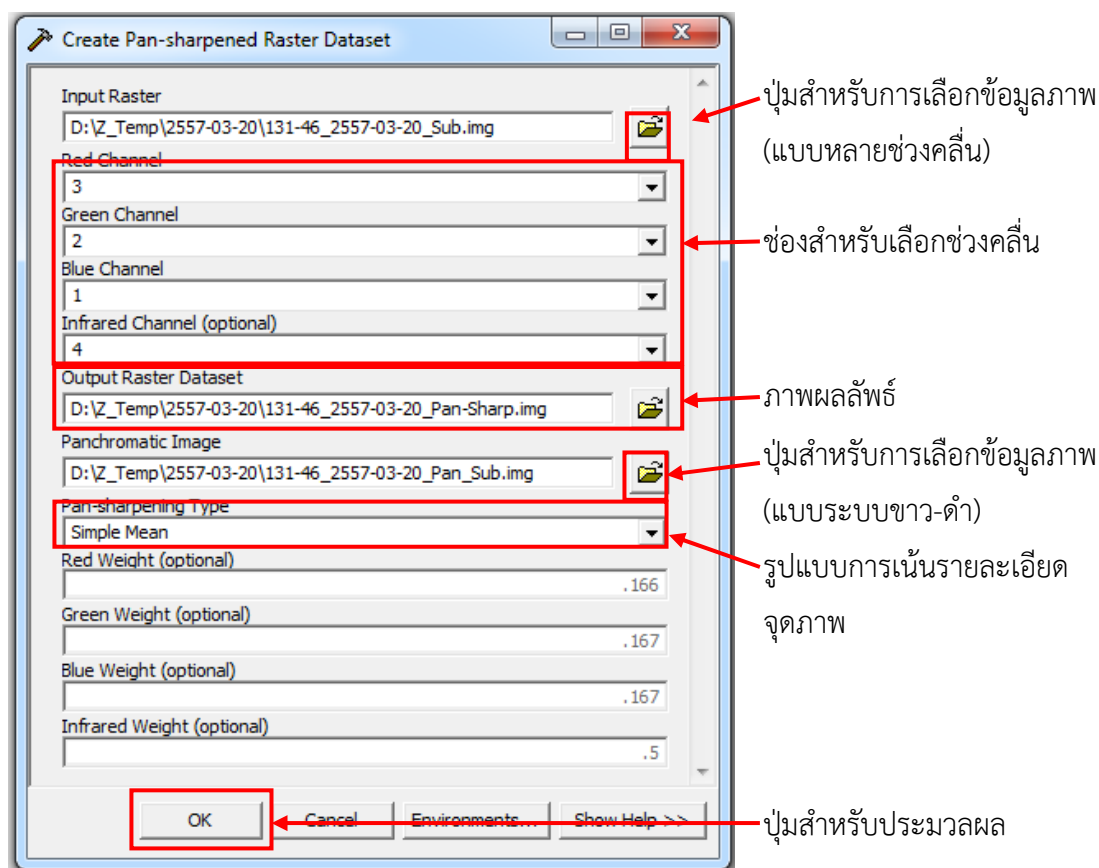 Create Pan-sharpened Raster Dataset
Input Raster
D:\Z_Temp\2557-03-20\131-46_2557-03-20_Sub.img
Red Channel
3
Green Channel
2
Blue Channel
1
Infrared Channel (optional)
4
Output Raster Dataset
D:\Z_Temp\2557-03-20\131-46_2557-03-20_Pan-Sharp.img
Panchromatic Image
D:\Z_Temp\2557-03-20\131-46_2557-03-20_Pan_Sub.img
Pan-sharpening Type
Simple Mean
Red Weight (optional)
.166
Green Weight (optional)
.167
Blue Weight (optional)
.167
Infrared Weight (optional)
.5
OK
Cancel
Environments...
Show Help >>
ปุ่มสำหรับการเลือกข้อมูลภาพ
(แบบหลายช่วงคลื่น)
ช่องสำหรับเลือกช่วงคลื่น
ภาพผลลัพธ์
ปุ่มสำหรับการเลือกข้อมูลภาพ
(แบบระบบขาว-ดำ)
รูปแบบการเน้นรายละเอียด
จุดภาพ
ปุ่มสำหรับประมวลผล